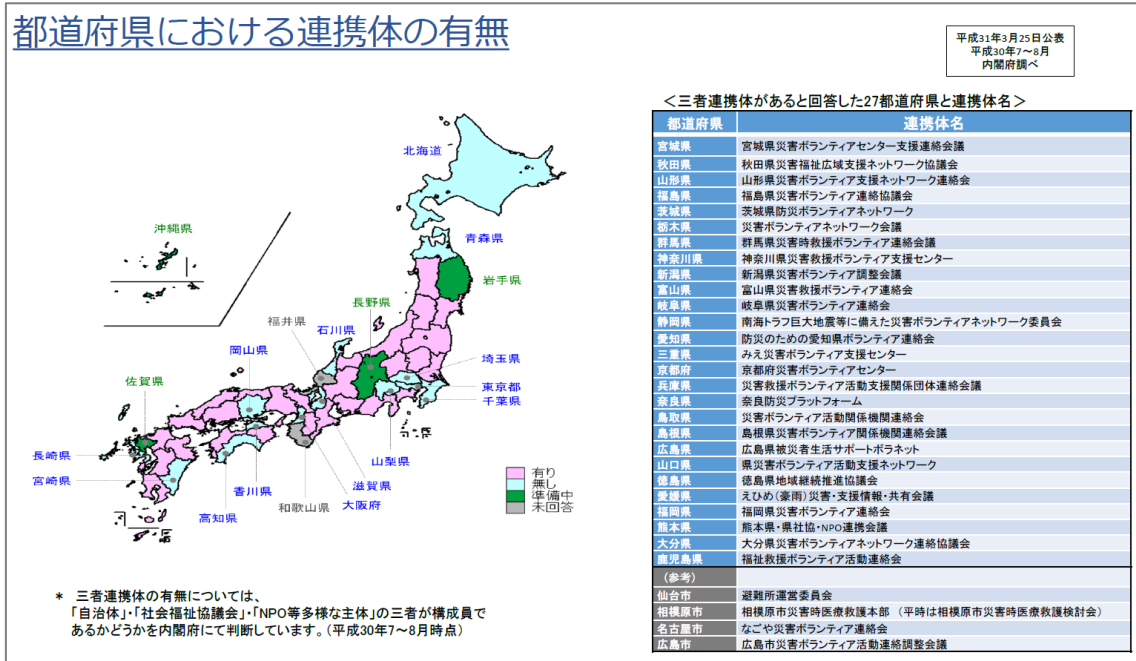 都道府県における連携体の有無
平成31年3月25日公表
平成30年7～8月
内閣府調べ
北海道
沖縄県
青森県
岩手県
長野県
福井県
石川県
岡山県
埼玉県
佐賀県
東京都
千葉県
長崎県
山梨県
宮崎県
滋賀県
香川県
大阪府
和歌山県
高知県
有り
無し
準備中
未回答
* 三者連携体の有無については、
「自治体」・「社会福祉協議会」・「NPO等多様な主体」の三者が構成員で
あるかどうかを内閣府にて判断しています。(平成30年7～8月時点)
＜三者連携体があると回答した27都道府県と連携体名＞
都道府県 連携体名
宮城県 宮城県災害ボランティアセンター支援連絡会議
秋田県 秋田県災害福祉広域支援ネットワーク協議会
山形県 山形県災害ボランティア支援ネットワーク連絡会
福島県 福島県災害ボランティア連絡協議会
茨城県 茨城県防災ボランティアネットワーク
栃木県 災害ボランティアネットワーク会議
群馬県 群馬県災害時救援ボランティア連絡会議
神奈川県 神奈川県災害救援ボランティア支援センター
新潟県 新潟県災害ボランティア調整会議
富山県 富山県災害救援ボランティア連絡会
岐阜県 岐阜県災害ボランティア連絡会
静岡県 南海トラフ巨大地震等に備えた災害ボランティアネットワーク委員会
愛知県 防災のための愛知県ボランティア連絡会
三重県 みえ災害ボランティア支援センター
京都府 京都府災害ボランティアセンター
兵庫県 災害救援ボランティア活動支援関係団体連絡会議
奈良県 奈良防災プラットフォーム
鳥取県 災害ボランティア活動関係機関連絡会
島根県 島根県災害ボランティア関係機関連絡会議
広島県 広島県被災者生活サポートボラネット
山口県 県災害ボランティア活動支援ネットワーク
徳島県 徳島県地域継続推進協議会
愛媛県 えひめ(豪雨)災害・支援情報・共有会議
福岡県 福岡県災害ボランティア連絡会
熊本県 熊本県・県社協・NPO連携会議
大分県 大分県災害ボランティアネットワーク連絡協議会
鹿児島県 福祉救援ボランティア活動連絡会
(参考)
仙台市 避難所運営委員会
相模原市 相模原市災害時医療救護本部 (平時は相模原市災害時医療救護検討会)
名古屋市 なごや災害ボランティア連絡会
広島市 広島市災害ボランティア活動連絡調整会議